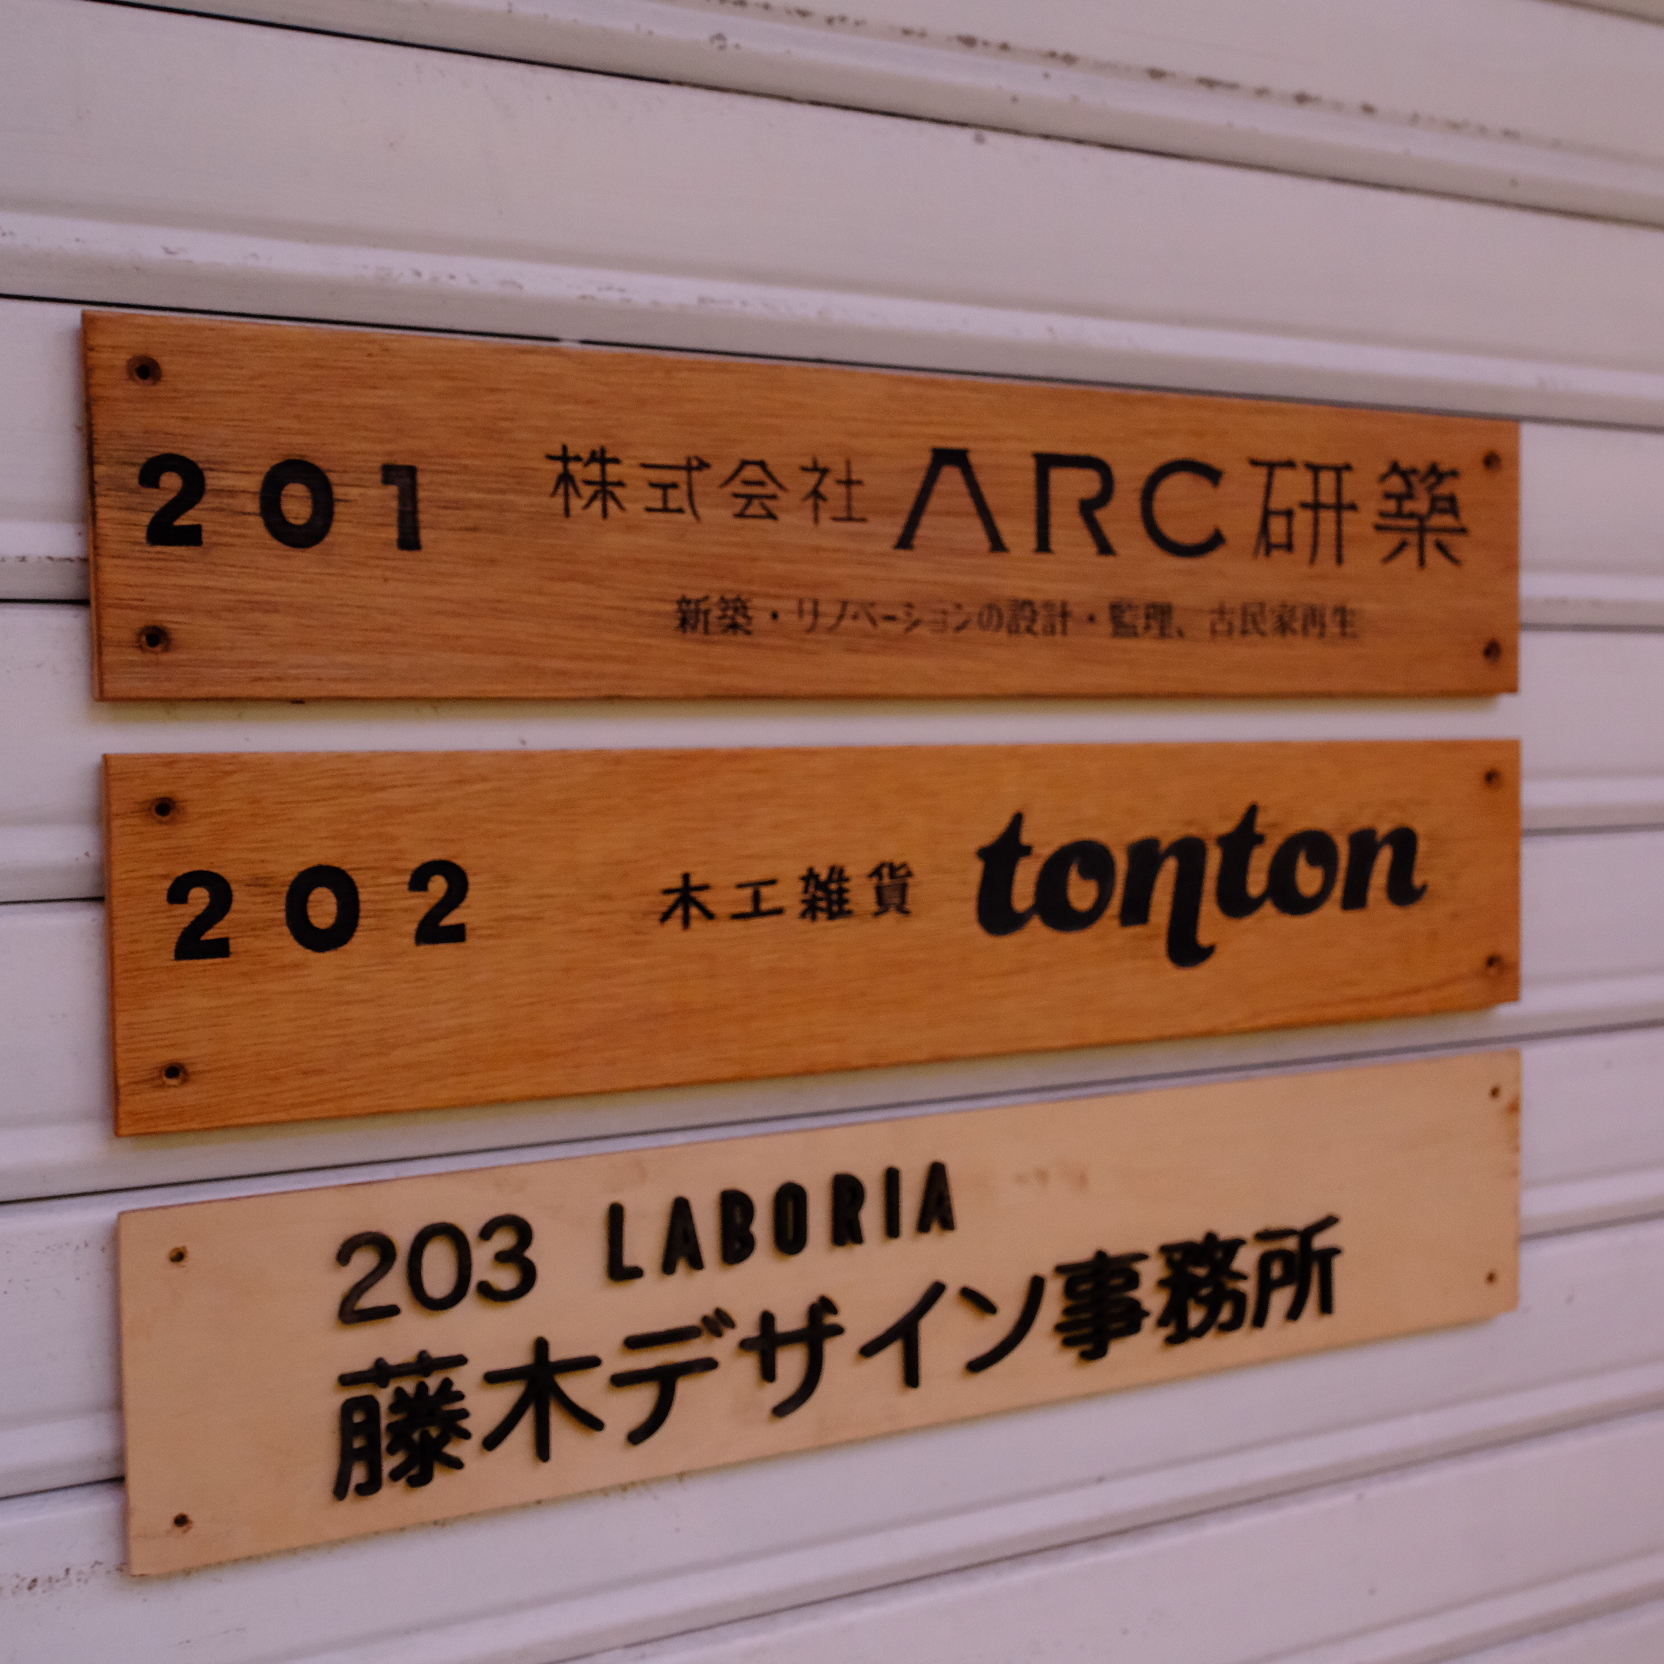 201 株式会社 ARC研築
新築・リノベーションの設計・監理、古民家再生
202 木工雑貨 tonton
203 LABORIA
藤木デザイン事務所